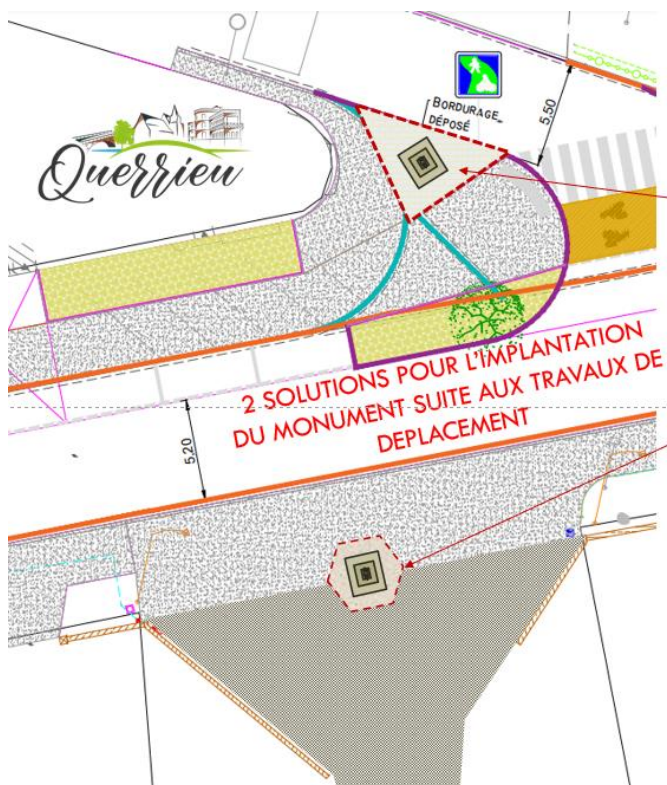 Querrieu
BORDURAGE
DÉPOSÉ
5,50
2 SOLUTIONS POUR L'IMPLANTATION
DU MONUMENT SUITE AUX TRAVAUX DE
DEPLACEMENT
5,20